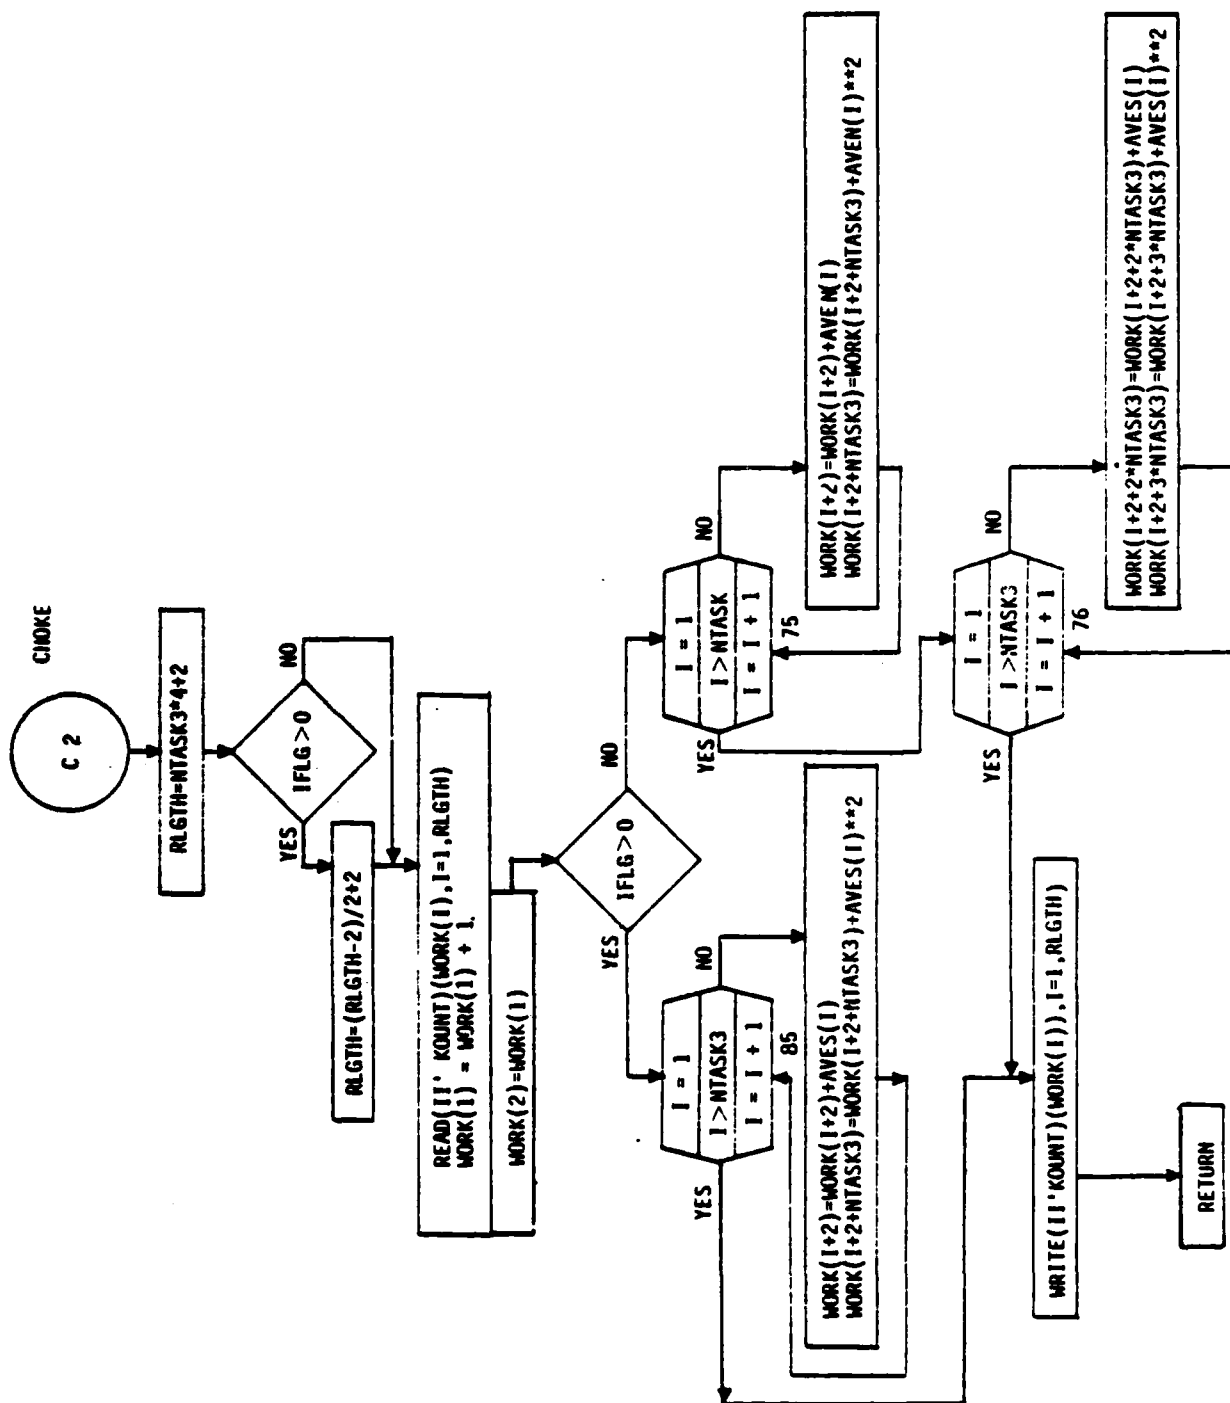 CHOKE
C 2
RLGTH=NTASK3*4+2
IFLG>0
YES
NO
RLGTH=(RLGTH-2)/2+2
READ(II' KOUNT)(WORK(I),I=1,RLGTH)
WORK(1) = WORK(1) + 1.
WORK(2)=WORK(1)
IFLG>0
YES
NO
I = 1
I>NTASK3
I = I + 1
85
YES
NO
I = 1
I>NTASK
I = I + 1
75
YES
NO
WORK(I+2)=WORK(I+2)+AVES(I)
WORK(I+2+NTASK3)=WORK(I+2+NTASK3)+AVES(I)**2
WORK(I+2)=WORK(I+2)+AVEN(I)
WORK(I+2+NTASK3)=WORK(I+2+NTASK3)+AVEN(I)**2
I = 1
I >NTASK3
I = I + 1
76
YES
NO
WRITE(II'KOUNT)(WORK(I)),I=1,RLGTH)
WORK(I+2+2*NTASK3)=WORK(I+2+2*NTASK3)+AVES(I)
WORK(I+2+3*NTASK3)=WORK(I+2+3*NTASK3)+AVES(I)**2
RETURN